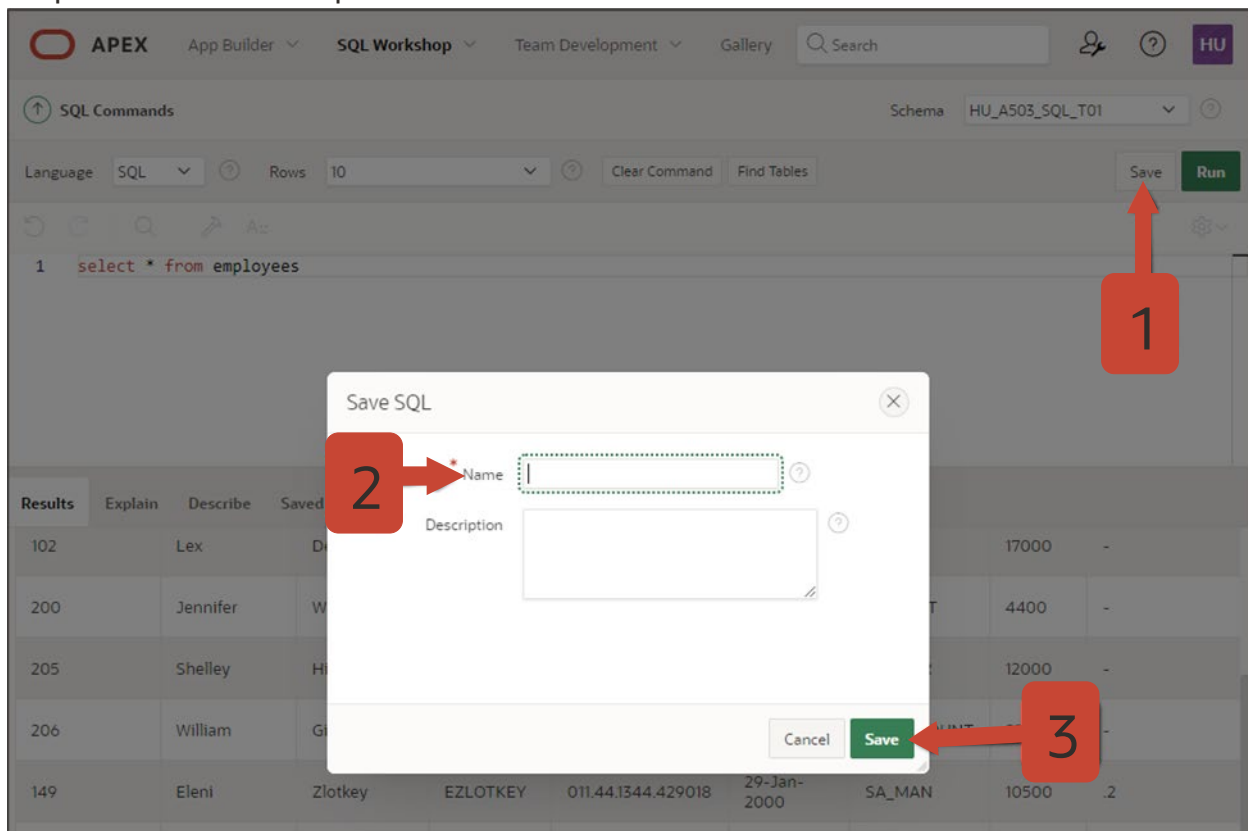 APEX App Builder SQL Workshop Team Development Gallery Search HU
SQL Commands Schema HU_A503_SQL_T01
Language SQL Rows 10 Clear Command Find Tables Save Run
1 select * from employees
1
Save SQL
2 * Name
Results Explain Describe Saved
Description
102 Lex 17000 -
200 Jennifer W T 4400 -
205 Shelley 12000 -
206 William
Cancel Save 3 -
149 Eleni Zlotkey EZLOTKEY 011.44.1344.429018 29-Jan-
2000 SA_MAN 10500 .2